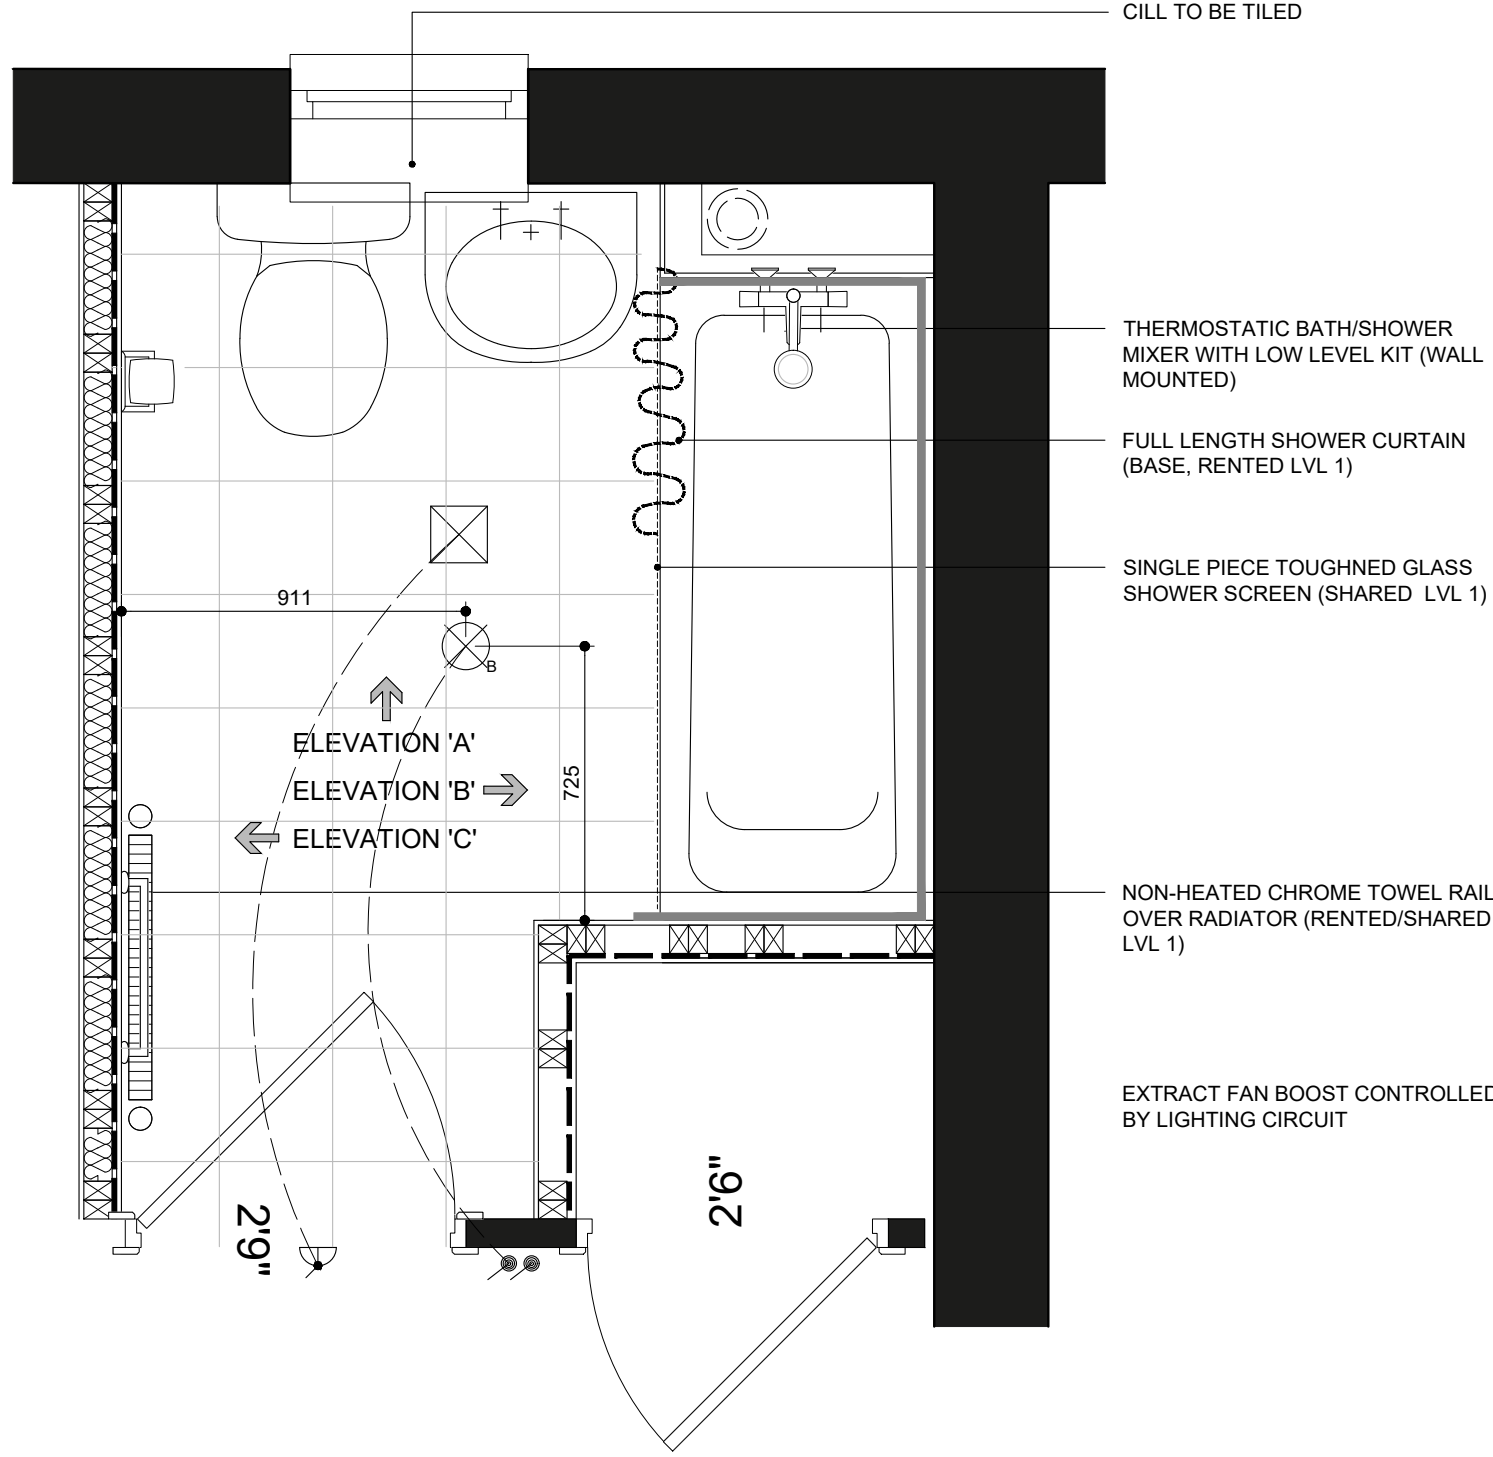 CILL TO BE TILED
THERMOSTATIC BATH/SHOWER
MIXER WITH LOW LEVEL KIT (WALL
MOUNTED)
FULL LENGTH SHOWER CURTAIN
(BASE, RENTED LVL 1)
SINGLE PIECE TOUGHNED GLASS
SHOWER SCREEN (SHARED LVL 1)
911
B
ELEVATION 'A'
725
ELEVATION 'B'
ELEVATION 'C'
NON-HEATED CHROME TOWEL RAIL
OVER RADIATOR (RENTED/SHARED
LVL 1)
EXTRACT FAN BOOST CONTROLLED
BY LIGHTING CIRCUIT
2'9"
2'6"